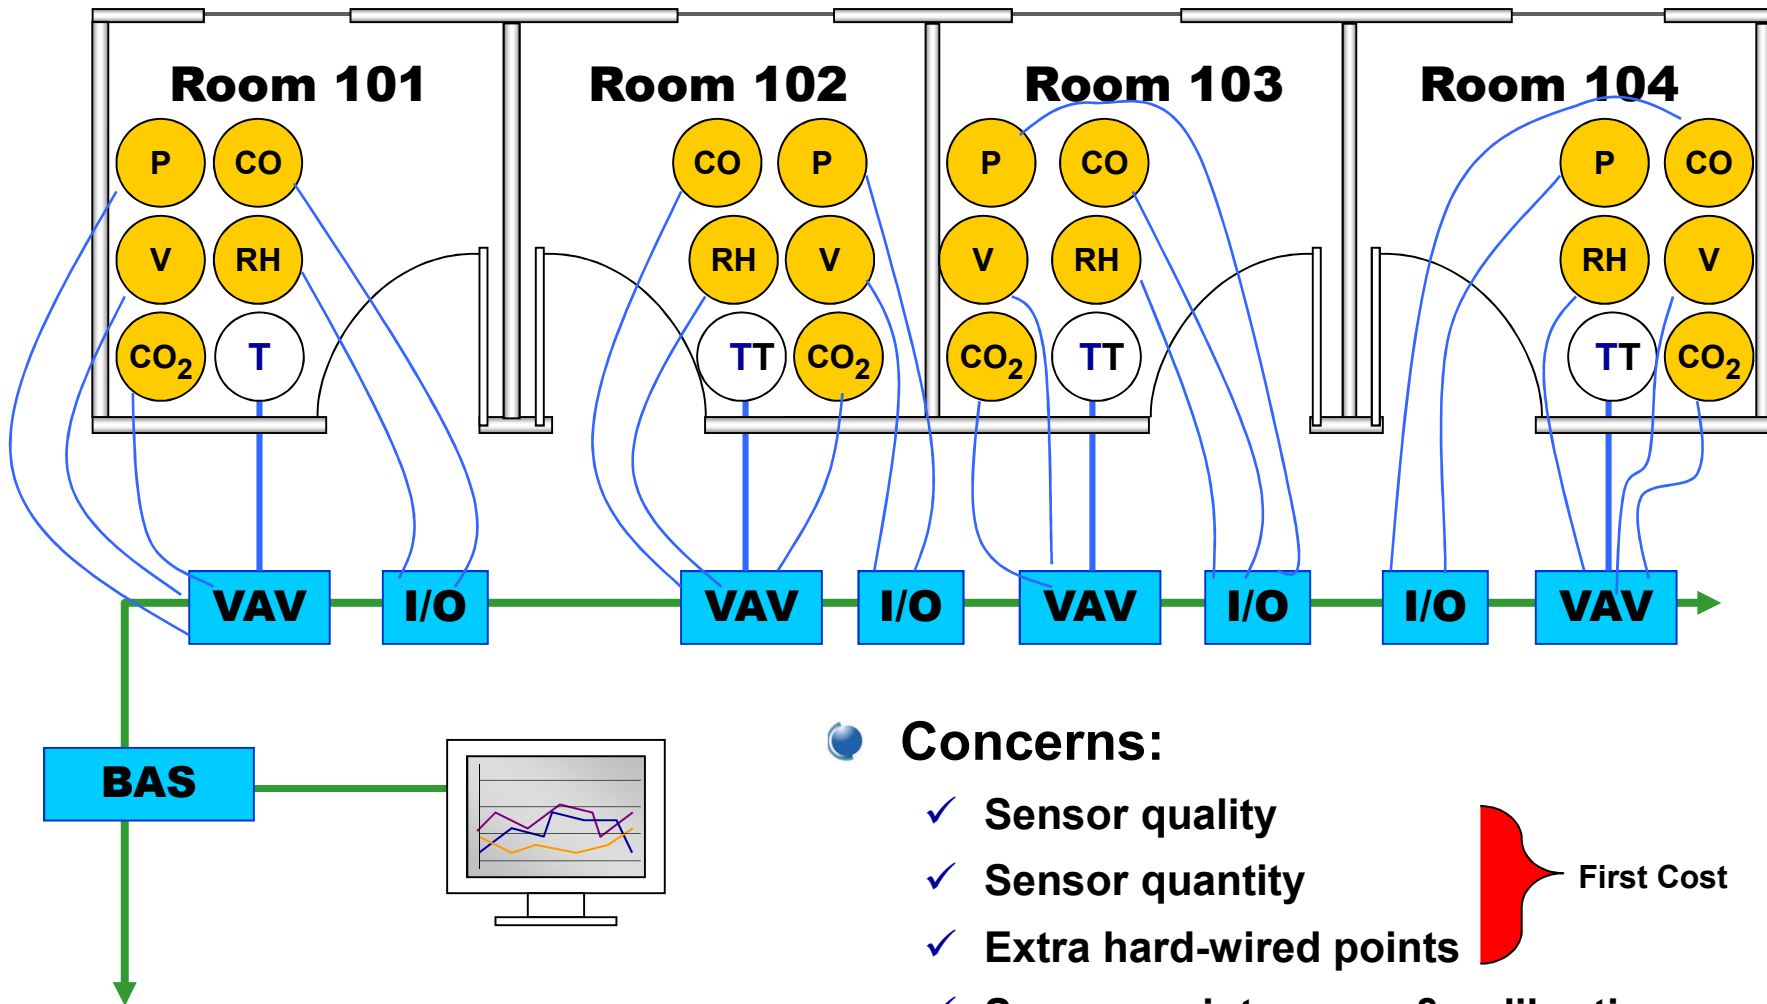 Room 101 Room 102 Room 103 Room 104
P CO CO P P CO P CO
V RH RH V V RH RH V
CO2 T TT CO2 CO2 TT TT CO2
VAV I/O VAV I/O VAV I/O I/O VAV
BAS
Concerns:
Sensor quality
Sensor quantity
First Cost
Extra hard-wired points